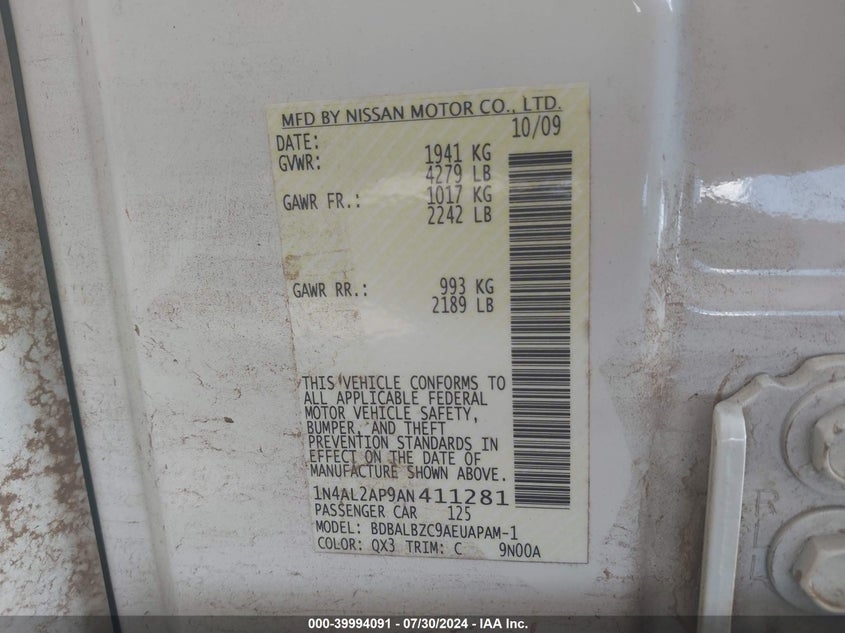 MFD BY NISSAN MOTOR CO., LTD.
DATE: 10/09
GVWR: 1941 KG
4279 LB
GAWR FR.: 1017 KG
2242 LB
GAWR RR.: 993 KG
2189 LB
THIS VEHICLE CONFORMS TO
ALL APPLICABLE FEDERAL
MOTOR VEHICLE SAFETY,
BUMPER, AND THEFT
PREVENTION STANDARDS IN
EFFECT ON THE DATE OF
MANUFACTURE SHOWN ABOVE.
1N4AL2AP9AN411281
PASSENGER CAR 125
MODEL: BDBALBZC9AEUAPAM-1
COLOR: QX3 TRIM: C 9N00A
000-39994091 - 07/30/2024 - IAA Inc.